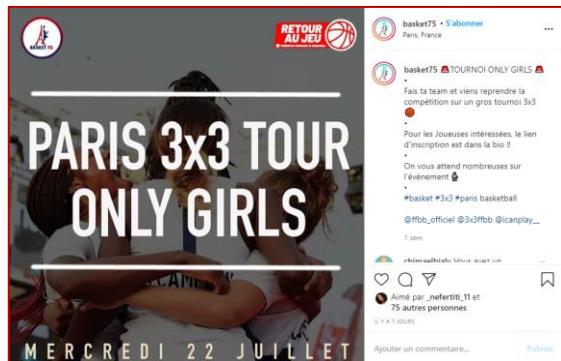 BASKET 75
RETOUR
AU JEU
PARIS 3x3 TOUR
ONLY GIRLS
MERCREDI 22 JUILLET
basket75 • S'abonner
Paris, France
basket75 🚨TOURNOI ONLY GIRLS 🚨
•
Fais ta team et viens reprendre la
compétition sur un gros tournoi 3x3
🏀
•
Pour les Joueuses intéressées, le lien
d'inscription est dans la bio !!
•
On vous attend nombreuses sur
l'événement
•
#basket #3x3 #paris basketball
@ffbb_officiel @3x3ffbb @icanplay__
1 sem
Aimé par _nefertiti_11 et
75 autres personnes
IL Y A 7 JOURS
Ajouter un commentaire...
Publier